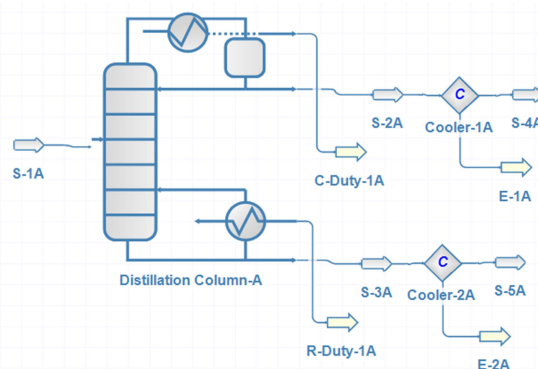 C
S-2A
Cooler-1A
S-4A
S-1A
C-Duty-1A
E-1A
Distillation Column-A
C
S-3A
Cooler-2A
S-5A
R-Duty-1A
E-2A